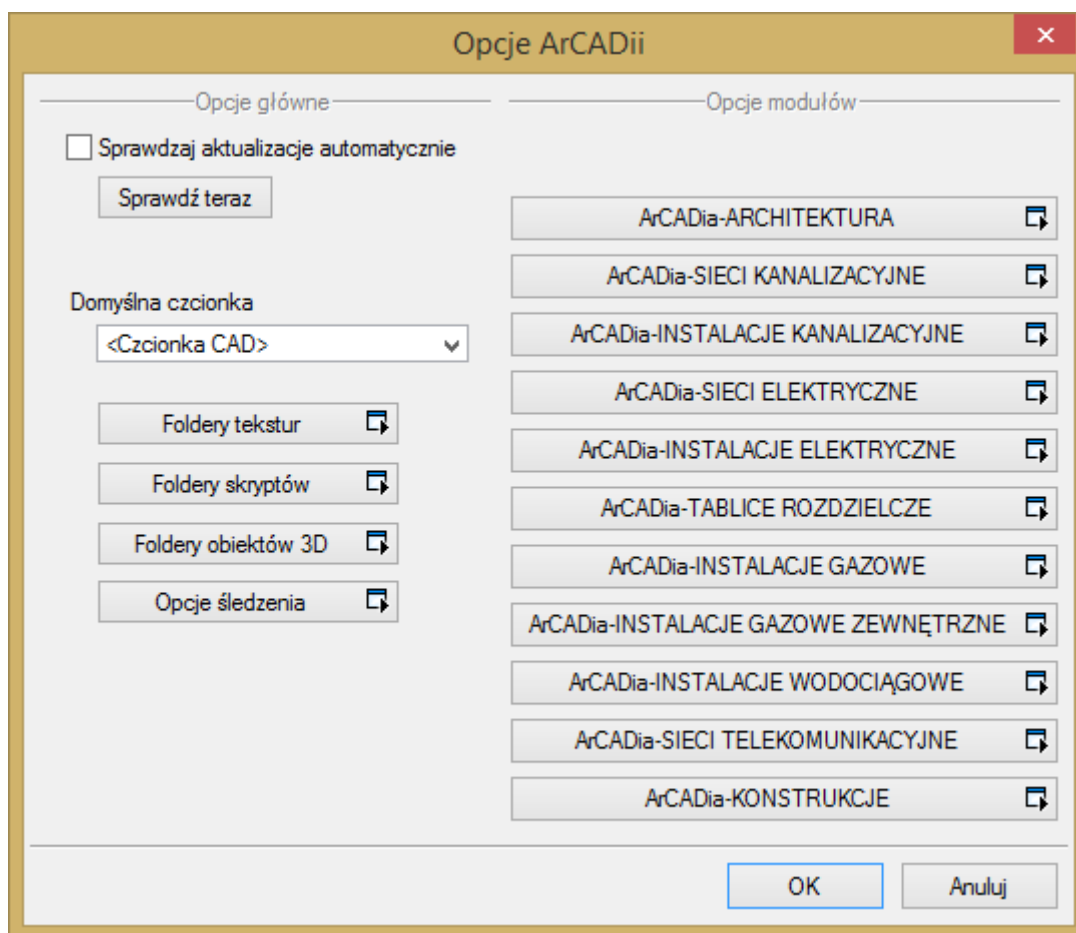 Opcje ArCADii
Opcje główne
Sprawdzaj aktualizacje automatycznie
Sprawdź teraz
Domyślna czcionka
<Czcionka CAD>
Foldery tekstur
Foldery skryptów
Foldery obiektów 3D
Opcje śledzenia
Opcje modułów
ArCADia-ARCHITEKTURA
ArCADia-SIECI KANALIZACYJNE
ArCADia-INSTALACJE KANALIZACYJNE
ArCADia-SIECI ELEKTRYCZNE
ArCADia-INSTALACJE ELEKTRYCZNE
ArCADia-TABLICE ROZDZIELCZE
ArCADia-INSTALACJE GAZOWE
ArCADia-INSTALACJE GAZOWE ZEWNĘTRZNE
ArCADia-INSTALACJE WODOCIĄGOWE
ArCADia-SIECI TELEKOMUNIKACYJNE
ArCADia-KONSTRUKCJE
OK
Anuluj